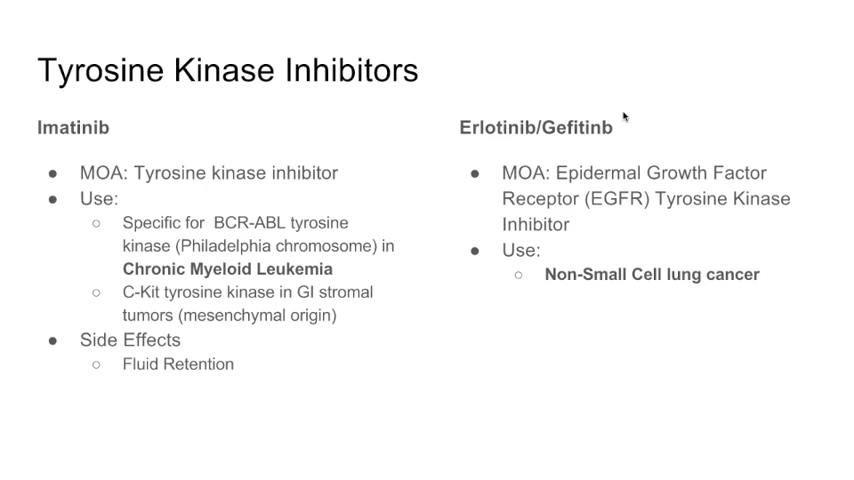 Tyrosine Kinase Inhibitors
Imatinib
● MOA: Tyrosine kinase inhibitor
● Use:
○ Specific for BCR-ABL tyrosine
kinase (Philadelphia chromosome) in
Chronic Myeloid Leukemia
○ C-Kit tyrosine kinase in GI stromal
tumors (mesenchymal origin)
● Side Effects
○ Fluid Retention
Erlotinib/Gefitinb
● MOA: Epidermal Growth Factor
Receptor (EGFR) Tyrosine Kinase
Inhibitor
● Use:
○ Non-Small Cell lung cancer